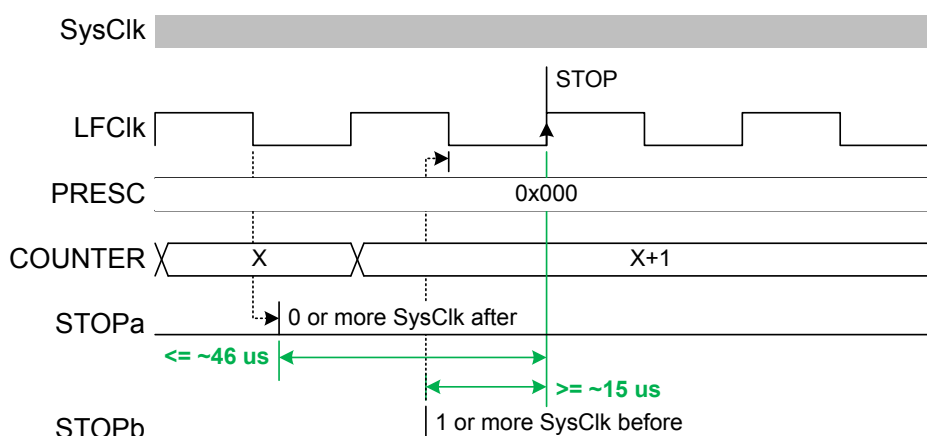 SysClk
STOP
LFClk
PRESC
0x000
COUNTER
X
X+1
STOPa
0 or more SysClk after
<= ~46 us
>= ~15 us
STOPb
1 or more SysClk before